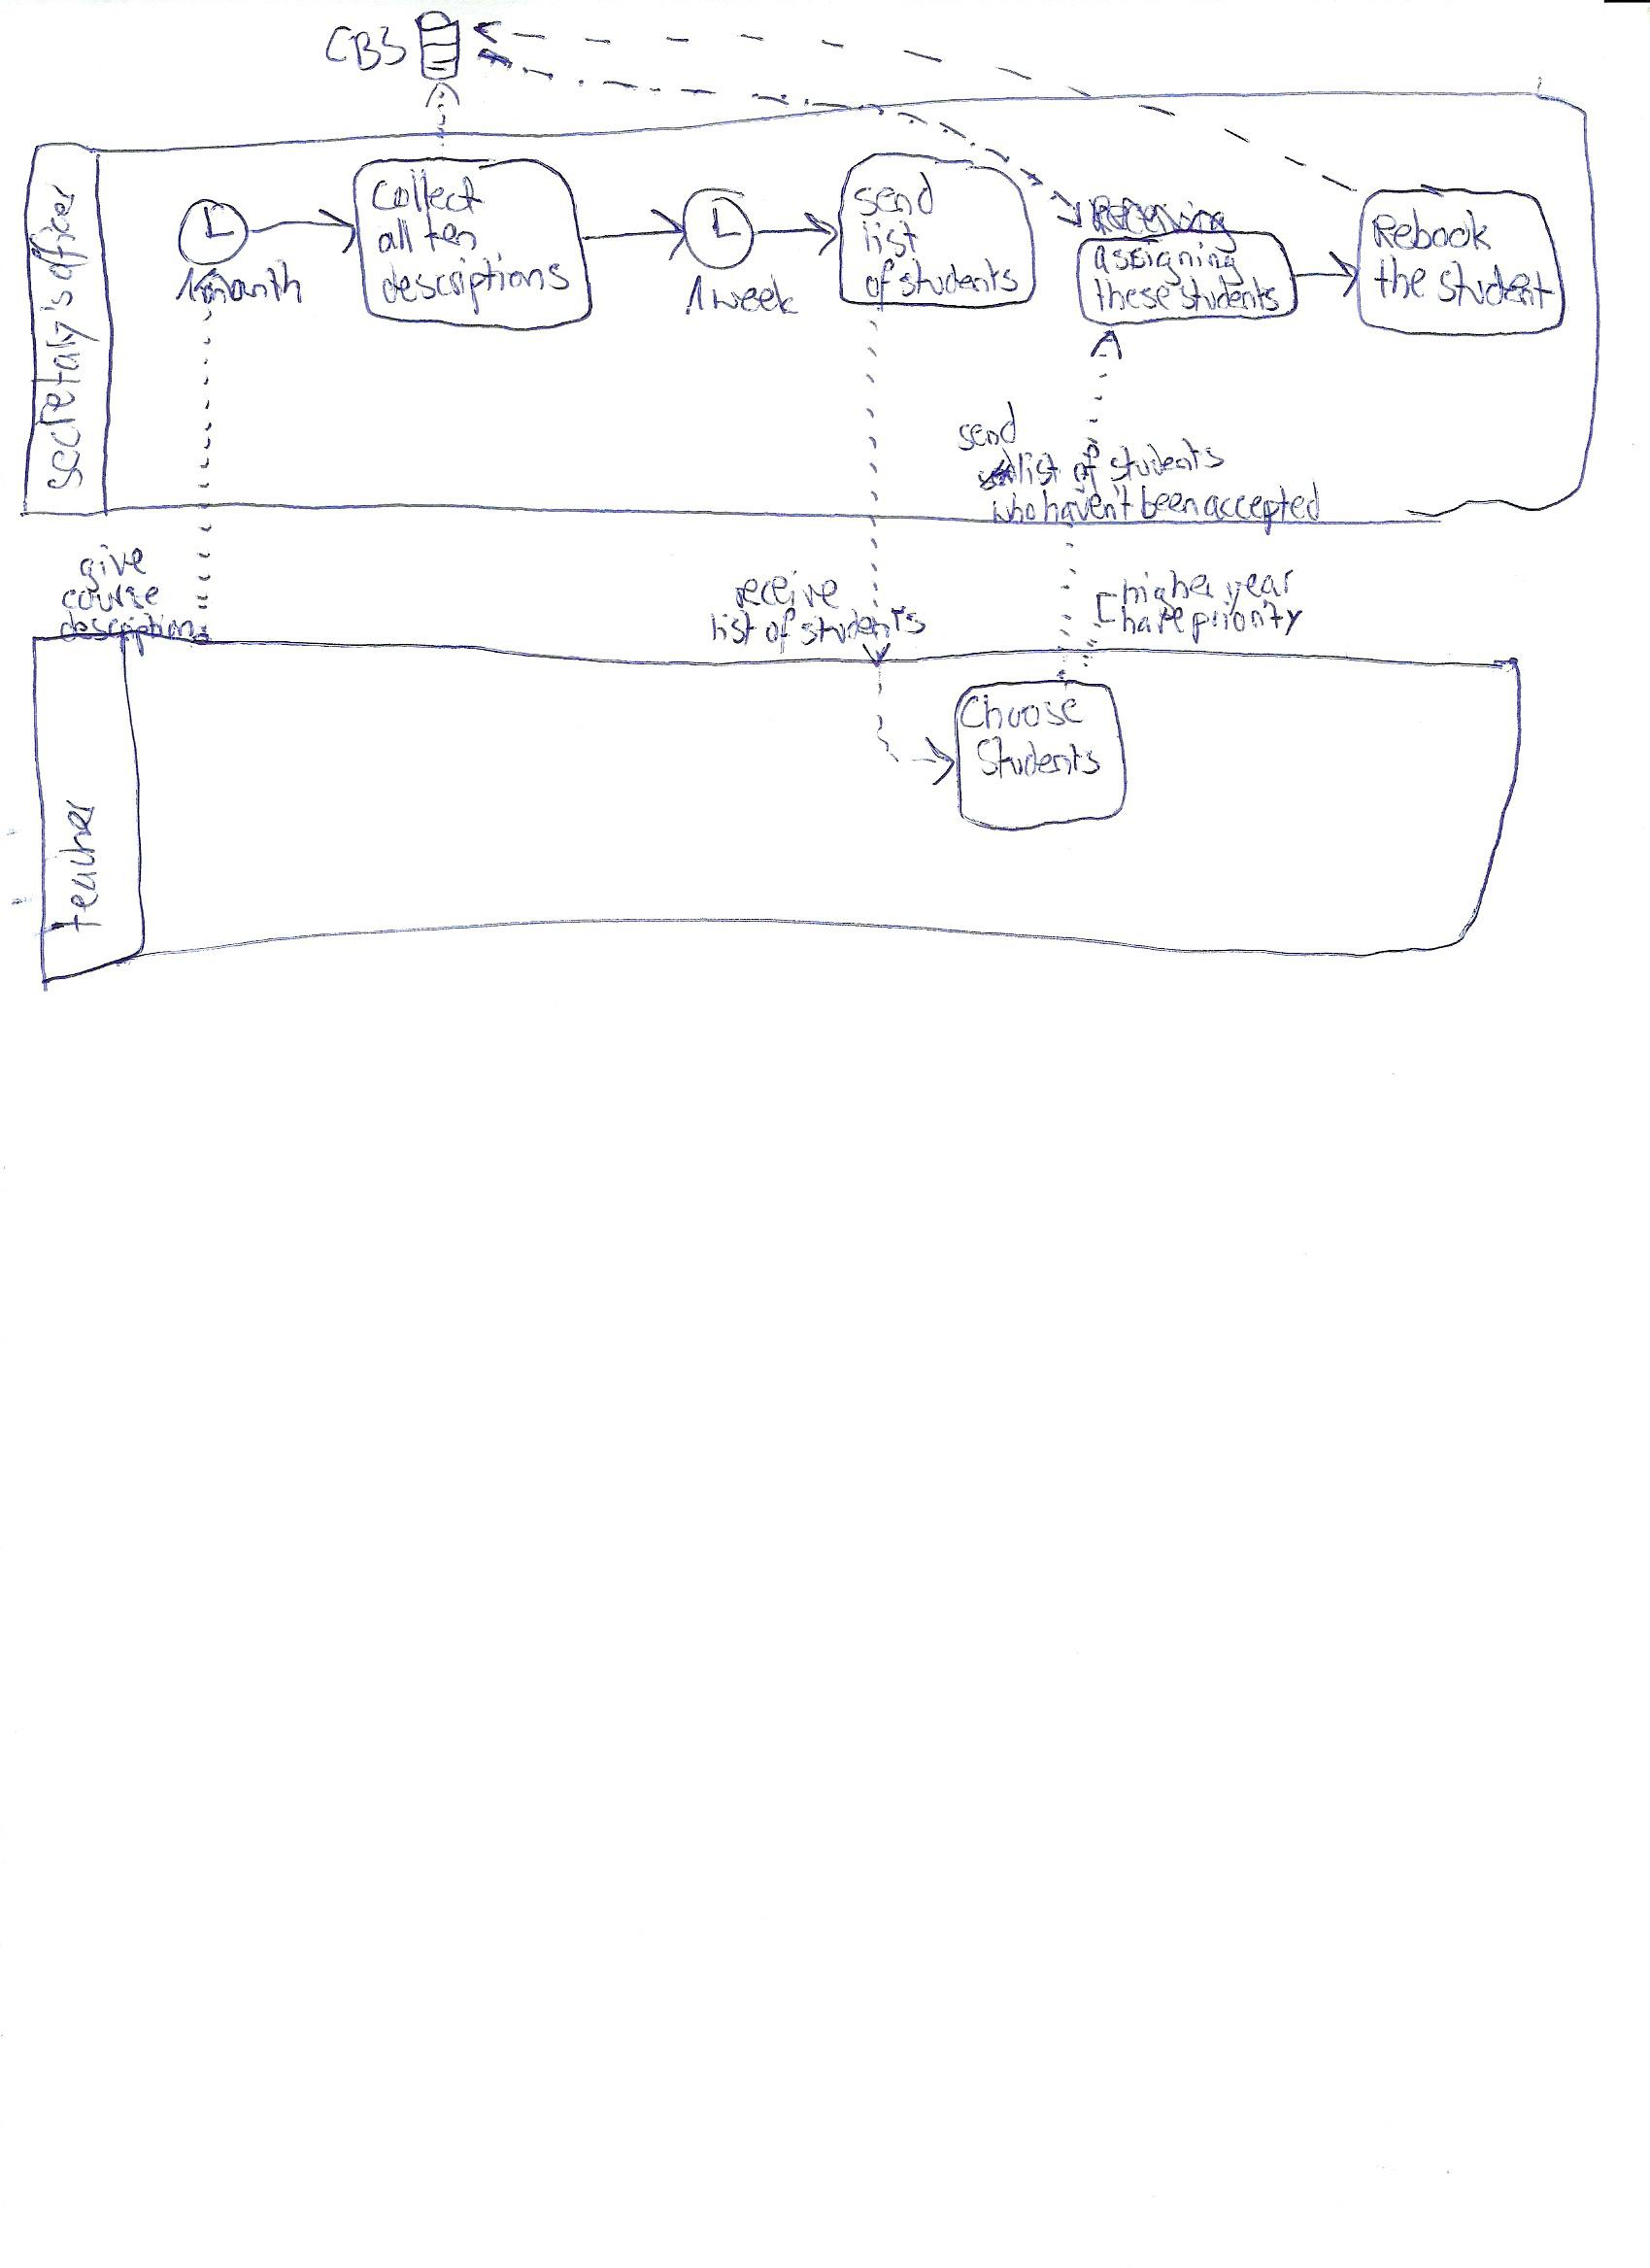 CBS
secretary's officer
1 month
Collect
all ten
descriptions
1 week
send
list
of students
Receiving
assigning
these students
Rebook
the student
send
list of students
who haven't been accepted
give
course
descriptions
receive
list of students
higher year
have priority
teacher
Choose
Students